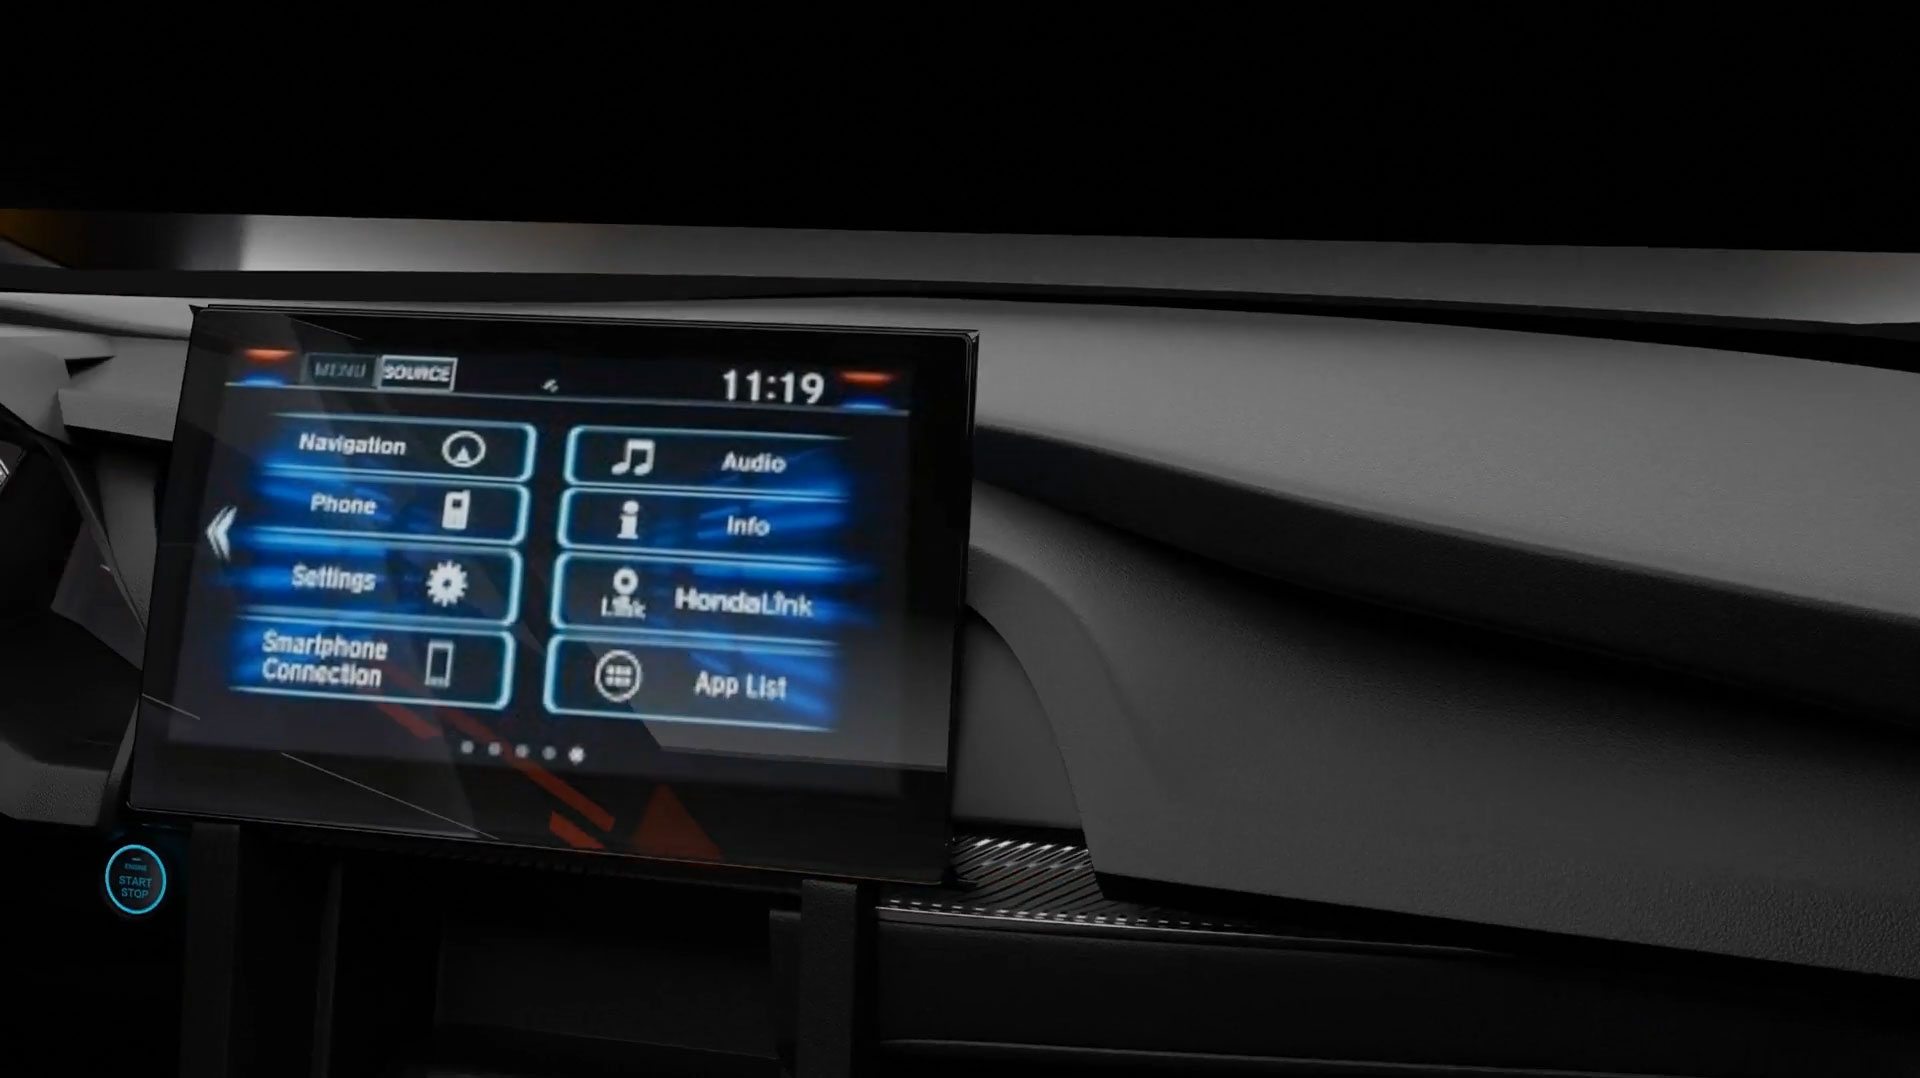 MENU SOURCE
11:19
Navigation
Audio
Phone
Info
Settings
Link
HondaLink
Smartphone
Connection
App List
ENGINE
START
STOP